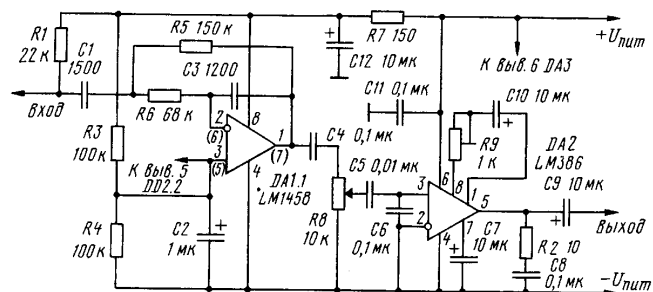 R1
22 к
C1
1500
R5 150 к
C3 1200
R6 68 к
Вход
R3
100к
К выв. 5
DD2.2
R4
100к
C2
1 мк
2
(6)
3
(5)
8
1
(7)
4
DA1.1
LM1458
C4
0,1 мк
R8
10 к
C5 0,01 мк
C6
0,1 мк
R7 150
C12 10 мк
C11 0,1 мк
+Uпит
К выв. 6 DA3
C10 10 мк
R9
1 к
DA2
LM386
C9 10 мк
3
2
6
8
1
5
7
4
C7
10 мк
Выход
R2 10
C8
0,1 мк
-Uпит